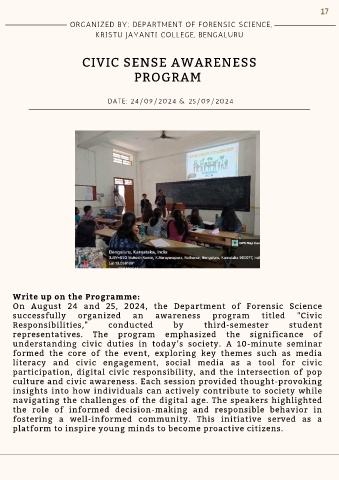 17
ORGANIZED BY: DEPARTMENT OF FORENSIC SCIENCE,
KRISTU JAYANTI COLLEGE, BENGALURU
CIVIC SENSE AWARENESS
PROGRAM
DATE: 24/09/2024 & 25/09/2024
Bengaluru, Karnataka, India
Write up on the Programme:
On August 24 and 25, 2024, the Department of Forensic Science
successfully organized an awareness program titled "Civic
Responsibilities," conducted by third-semester student
representatives. The program emphasized the significance of
understanding civic duties in today's society. A 10-minute seminar
formed the core of the event, exploring key themes such as media
literacy and civic engagement, social media as a tool for civic
participation, digital civic responsibility, and the intersection of pop
culture and civic awareness. Each session provided thought-provoking
insights into how individuals can actively contribute to society while
navigating the challenges of the digital age. The speakers highlighted
the role of informed decision-making and responsible behavior in
fostering a well-informed community. This initiative served as a
platform to inspire young minds to become proactive citizens.